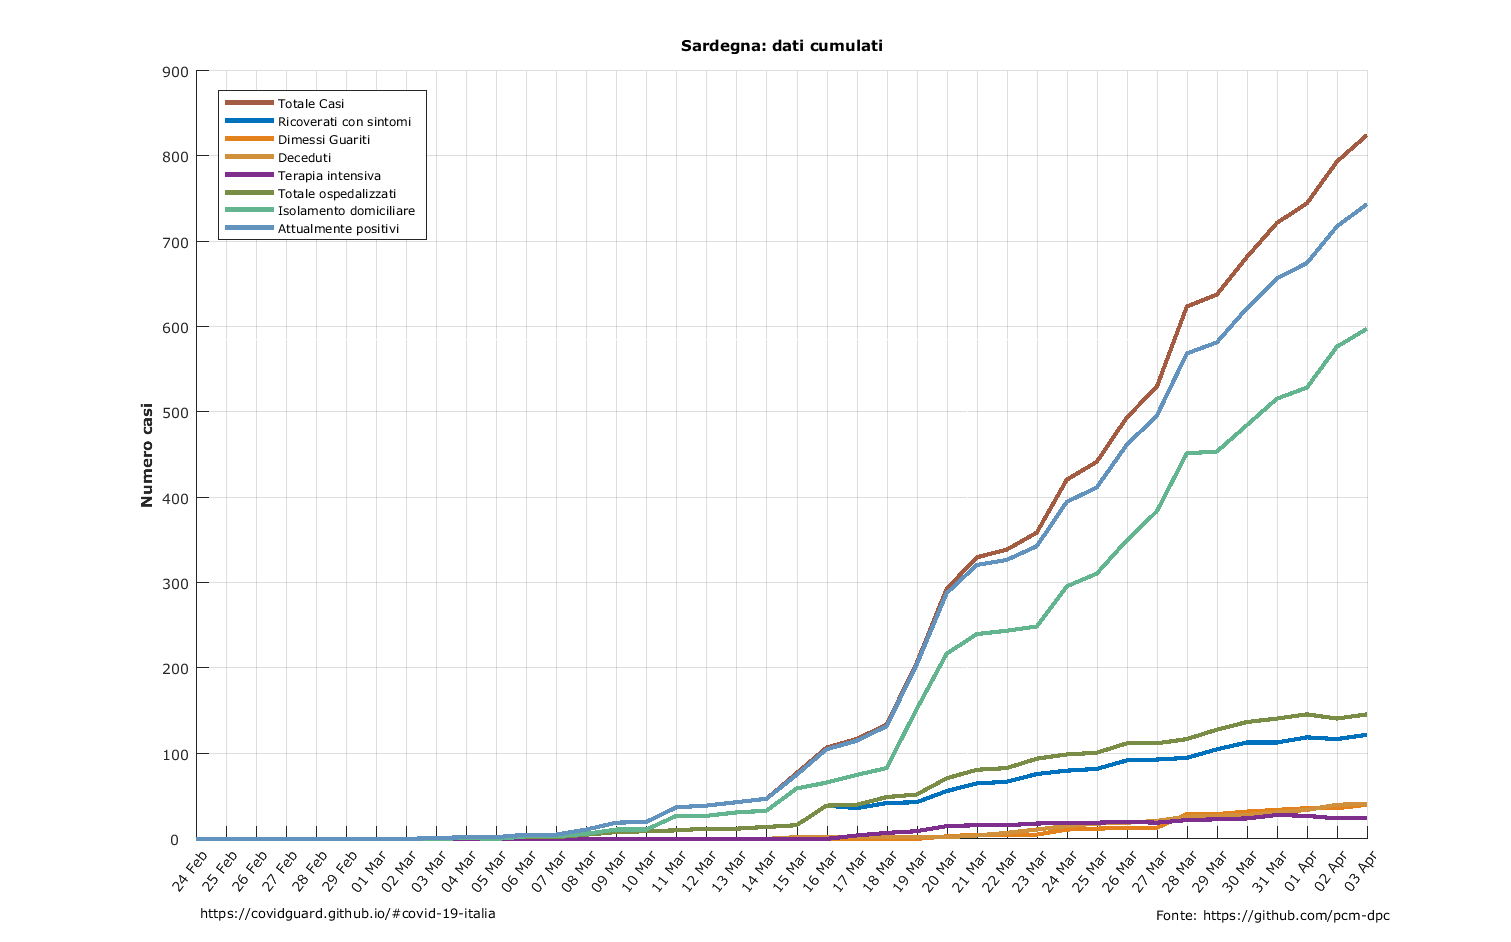 Sardegna: dati cumulati
900
800
700
600
500
400
300
200
100
0
Numero casi
Totale Casi
Ricoverati con sintomi
Dimessi Guariti
Deceduti
Terapia intensiva
Totale ospedalizzati
Isolamento domiciliare
Attualmente positivi
24 Feb
25 Feb
26 Feb
27 Feb
28 Feb
29 Feb
01 Mar
02 Mar
03 Mar
04 Mar
05 Mar
06 Mar
07 Mar
08 Mar
09 Mar
10 Mar
11 Mar
12 Mar
13 Mar
14 Mar
15 Mar
16 Mar
17 Mar
18 Mar
19 Mar
20 Mar
21 Mar
22 Mar
23 Mar
24 Mar
25 Mar
26 Mar
27 Mar
28 Mar
29 Mar
30 Mar
31 Mar
01 Apr
02 Apr
03 Apr
https://covidguard.github.io/#covid-19-italia
Fonte: https://github.com/pcm-dpc